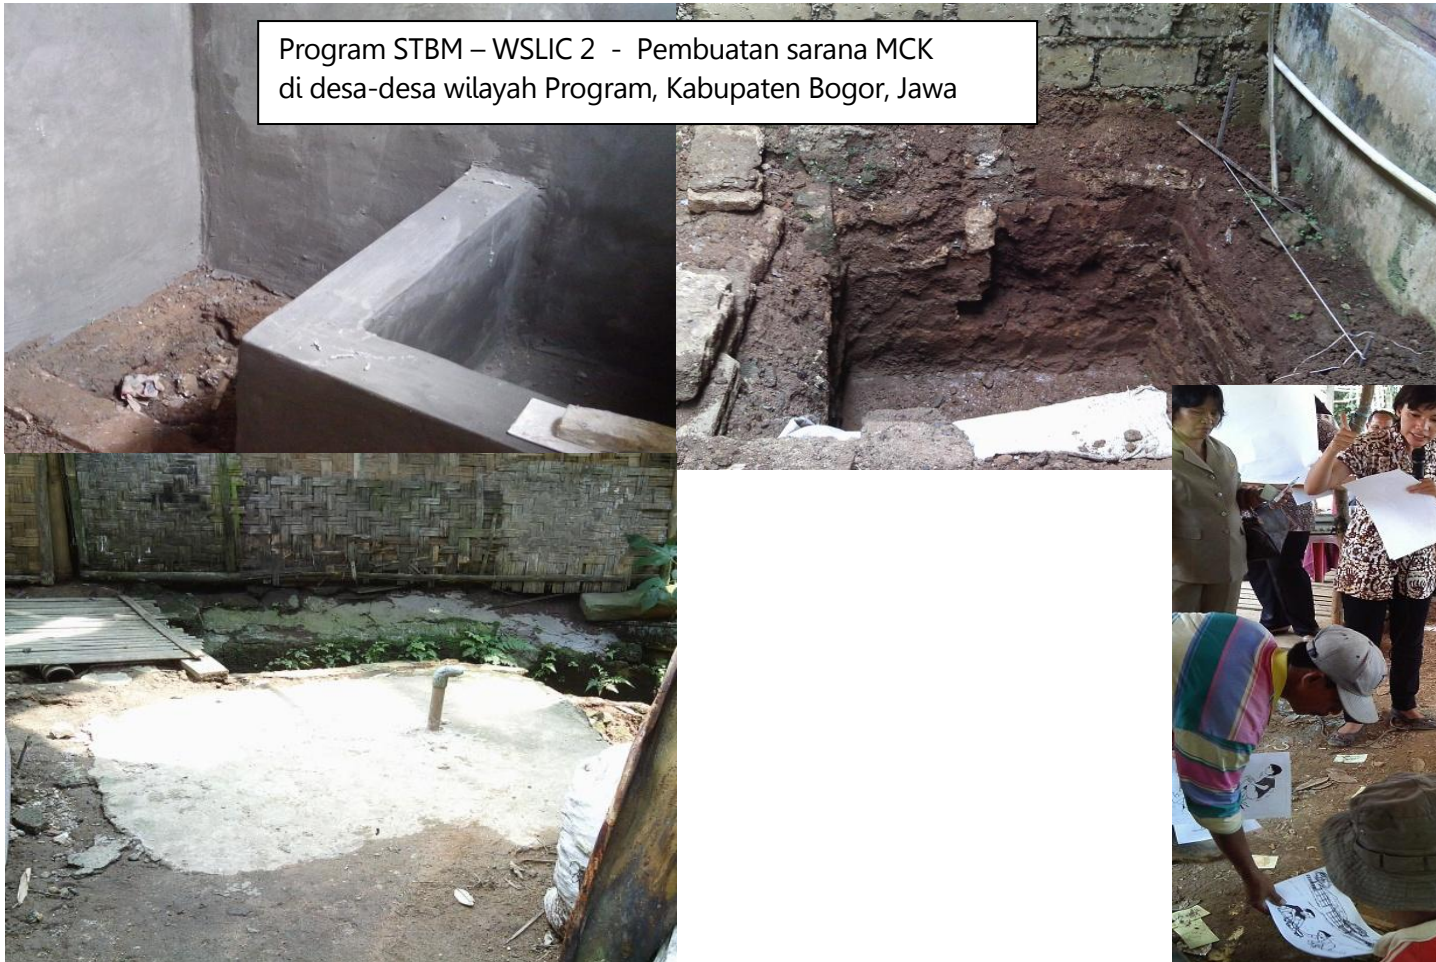 Program STBM – WSLIC 2 - Pembuatan sarana MCK
di desa-desa wilayah Program, Kabupaten Bogor, Jawa